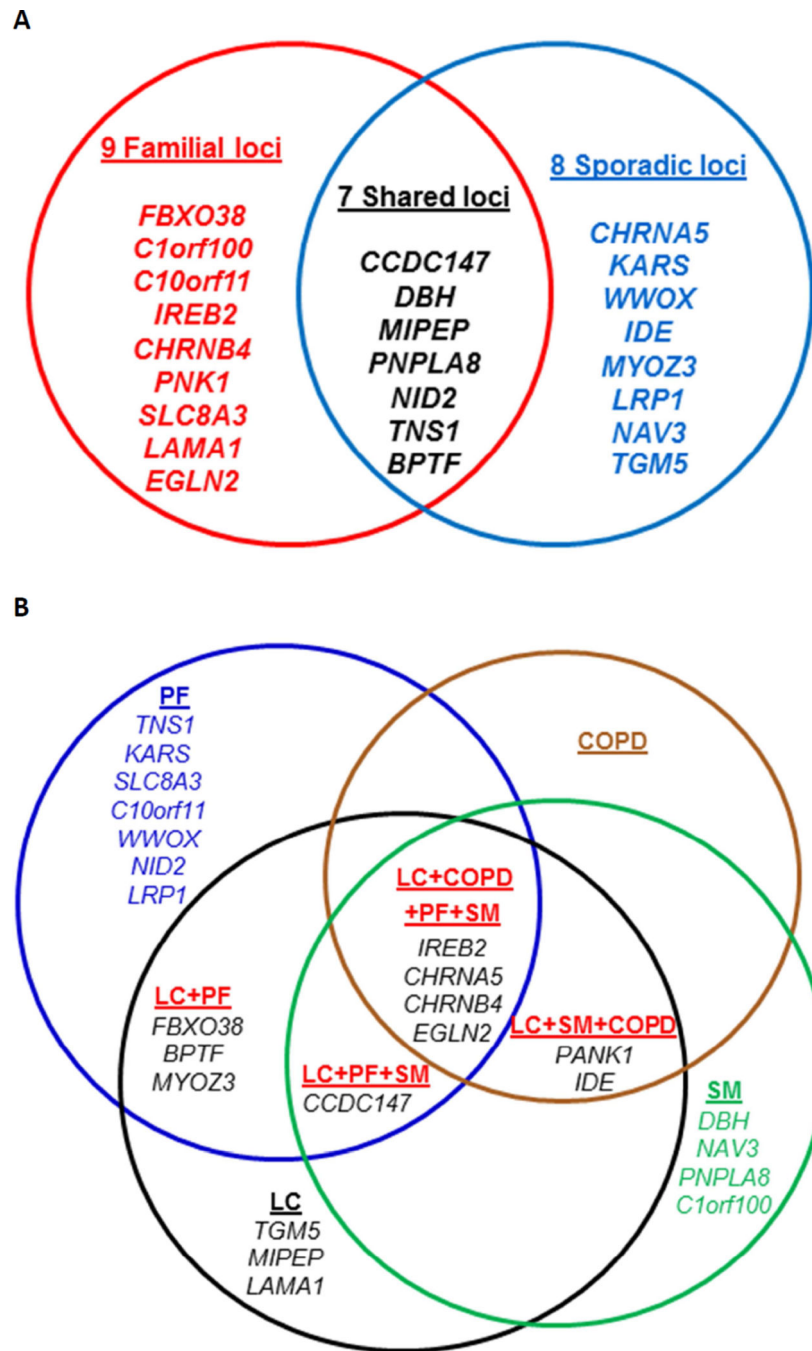 A
9 Familial loci
FBXO38
C1orf100
C10orf11
IREB2
CHRNB4
PNK1
SLC8A3
LAMA1
EGLN2
7 Shared loci
CCDC147
DBH
MIPEP
PNPLA8
NID2
TNS1
BPTF
8 Sporadic loci
CHRNA5
KARS
WWOX
IDE
MYOZ3
LRP1
NAV3
TGM5
B
PF
TNS1
KARS
SLC8A3
C10orf11
WWOX
NID2
LRP1
COPD
LC+COPD
+PF+SM
IREB2
CHRNA5
CHRNB4
EGLN2
LC+PF
FBXO38
BPTF
MYOZ3
LC+PF+SM
CCDC147
LC+SM+COPD
PANK1
IDE
SM
DBH
NAV3
PNPLA8
C1orf100
LC
TGM5
MIPEP
LAMA1